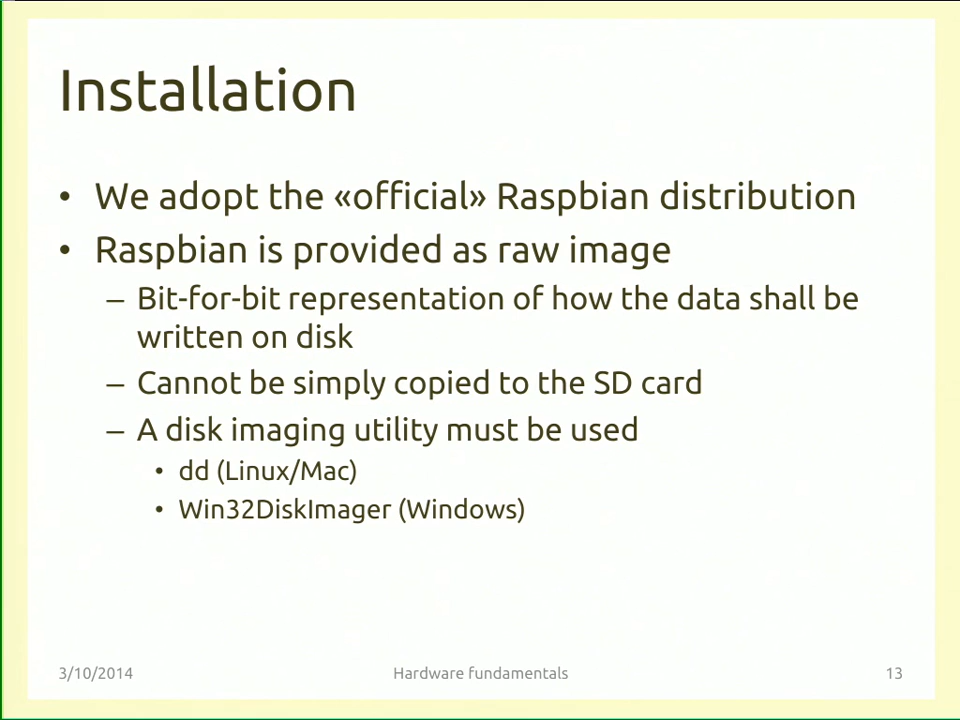 Installation
• We adopt the «official» Raspbian distribution
• Raspbian is provided as raw image
– Bit-for-bit representation of how the data shall be
written on disk
– Cannot be simply copied to the SD card
– A disk imaging utility must be used
• dd (Linux/Mac)
• Win32DiskImager (Windows)
3/10/2014
Hardware fundamentals
13